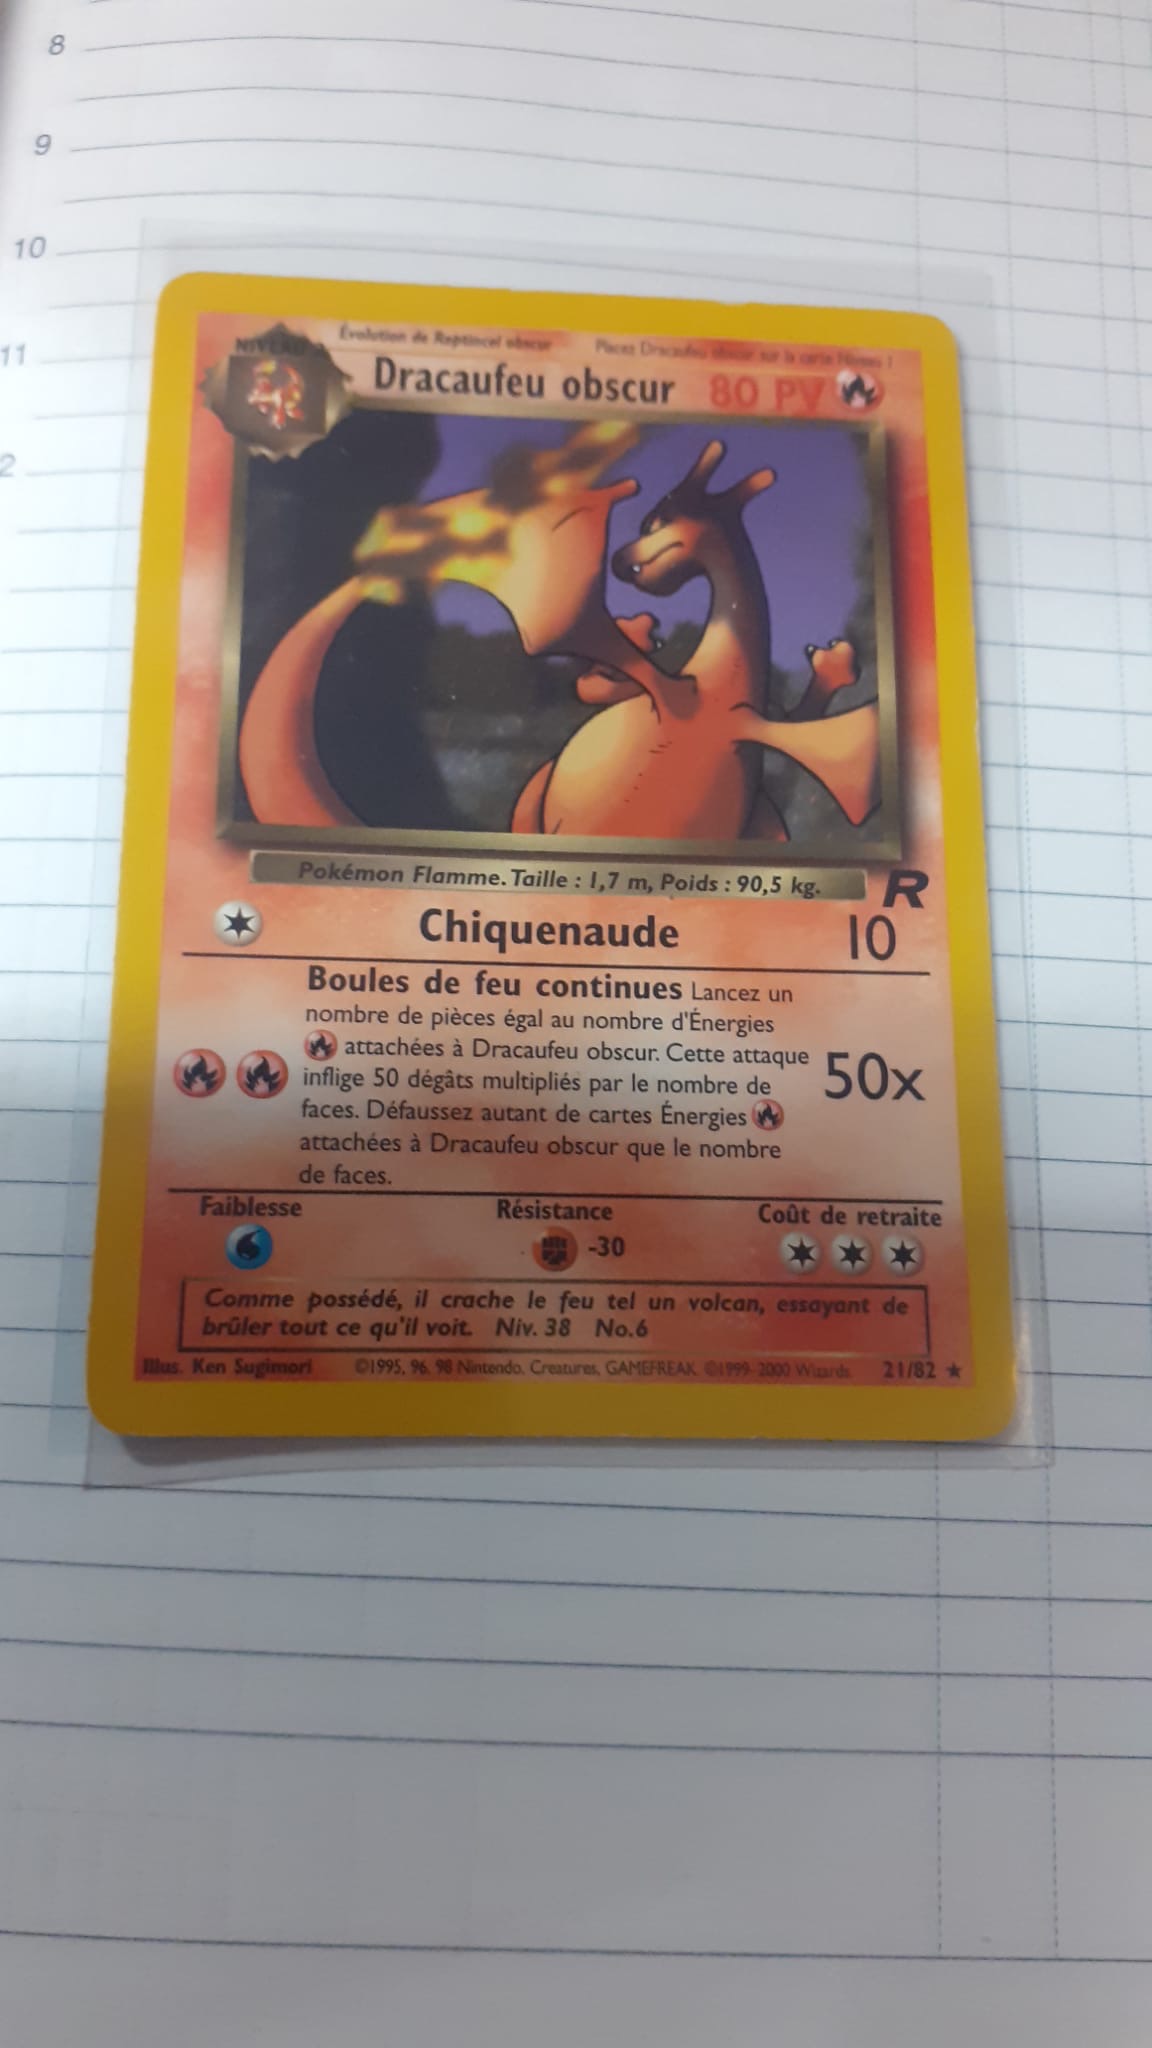 8
9
10
11
2
NIVEAU 2
Évolution de Reptincel obscur Placez Dracaufeu obscur sur la carte Niveau 1
Dracaufeu obscur 80 PV
Pokémon Flamme. Taille : 1,7 m, Poids : 90,5 kg.
R
Chiquenaude 10
Boules de feu continues Lancez un
nombre de pièces égal au nombre d'Énergies
attachées à Dracaufeu obscur. Cette attaque
inflige 50 dégâts multipliés par le nombre de
50x
faces. Défaussez autant de cartes Énergies
attachées à Dracaufeu obscur que le nombre
de faces.
Faiblesse Résistance Coût de retraite
-30
Comme possédé, il crache le feu tel un volcan, essayant de
brûler tout ce qu'il voit. Niv. 38 No.6
Illus. Ken Sugimori ©1995, 96, 98 Nintendo, Creatures, GAMEFREAK. ©1999-2000 Wizards. 21/82 ★